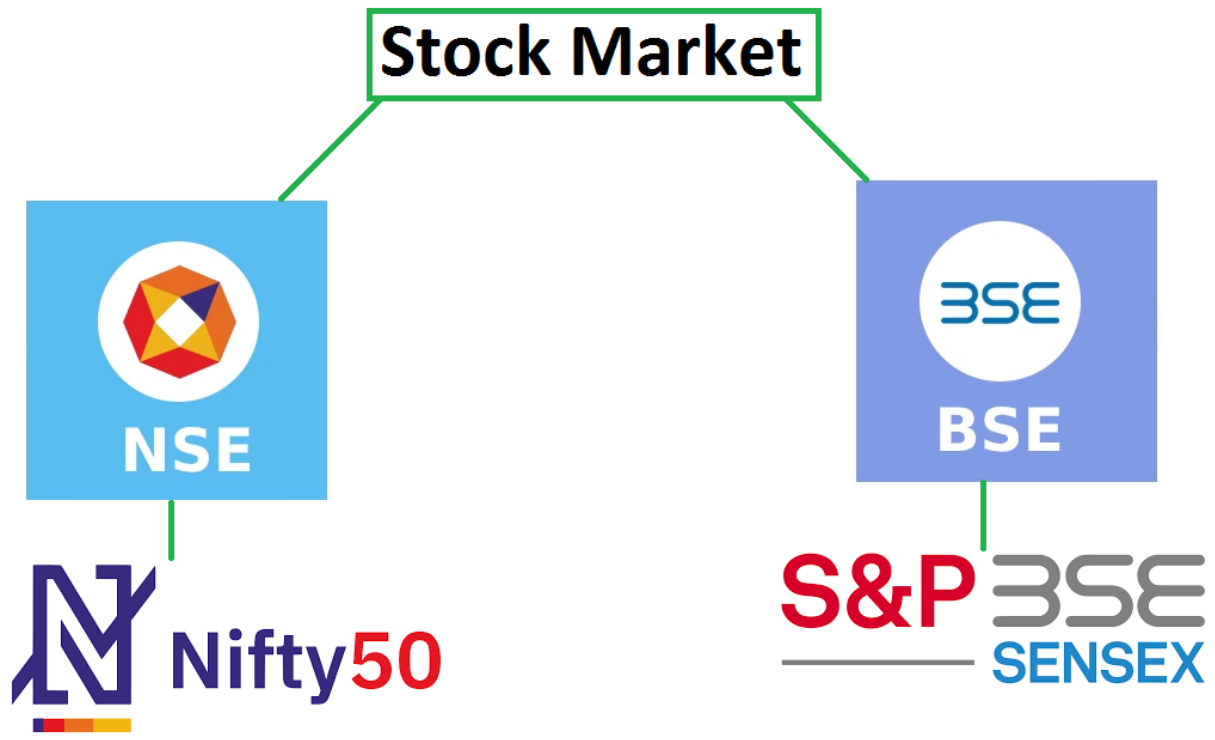 Stock Market
NSE
BSE
BSE
Nifty50
S&P BSE
SENSEX